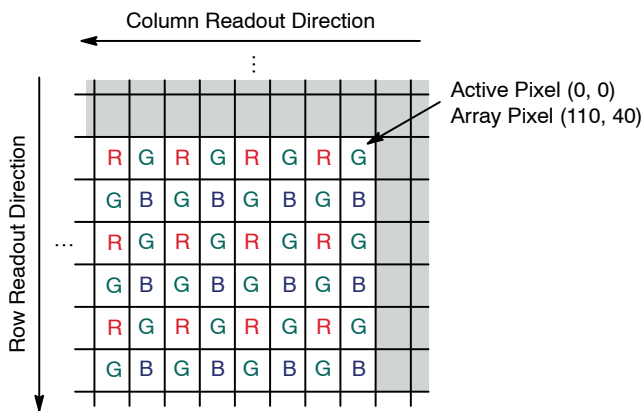 Column Readout Direction
...
Active Pixel (0, 0)
Array Pixel (110, 40)
Row Readout Direction
R G R G R G R G
G B G B G B G B
R G R G R G R G
...
G B G B G B G B
R G R G R G R G
G B G B G B G B